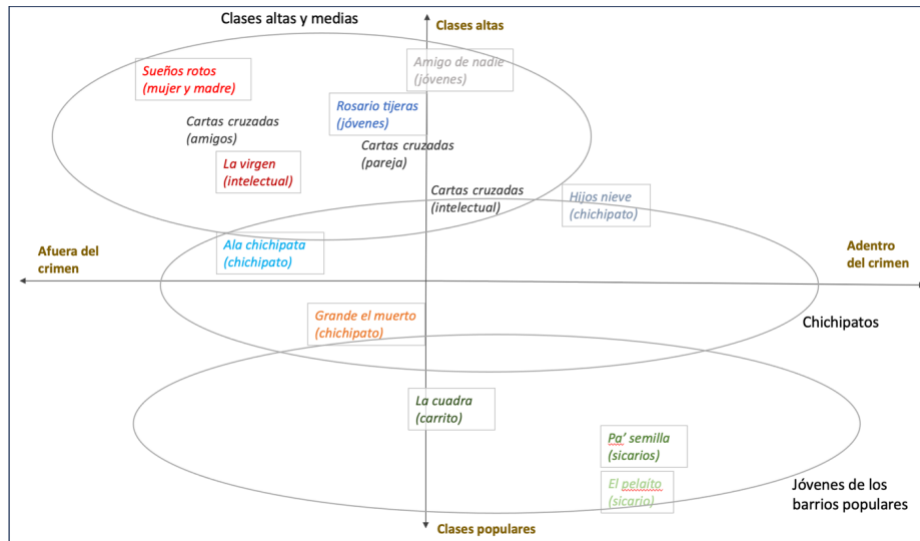 Clases altas y medias
Clases altas
Sueños rotos
(mujer y madre)
Amigo de nadie
(jóvenes)
Rosario tijeras
(jóvenes)
Cartas cruzadas
(amigos)
Cartas cruzadas
(pareja)
La virgen
(intelectual)
Cartas cruzadas
(intelectual)
Hijos nieve
(chichipato)
Afuera del
crimen
Ala chichipata
(chichipato)
Adentro
del crimen
Grande el muerto
(chichipato)
Chichipatos
La cuadra
(carrito)
Pa' semilla
(sicarios)
El pelaíto
(sicario)
Jóvenes de los
barrios populares
Clases populares